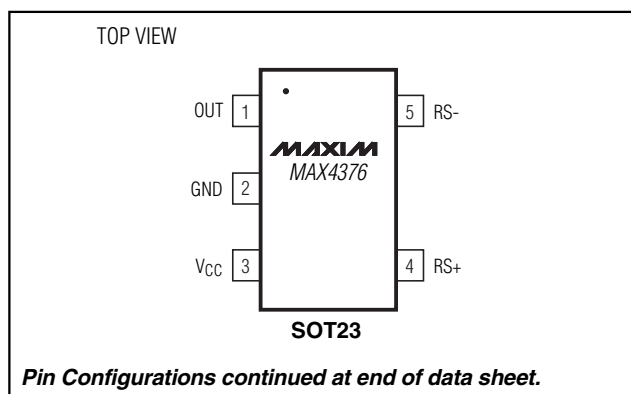 TOP VIEW
OUT 1
5 RS-
MAXIM
MAX4376
GND 2
VCC 3
4 RS+
SOT23
Pin Configurations continued at end of data sheet.